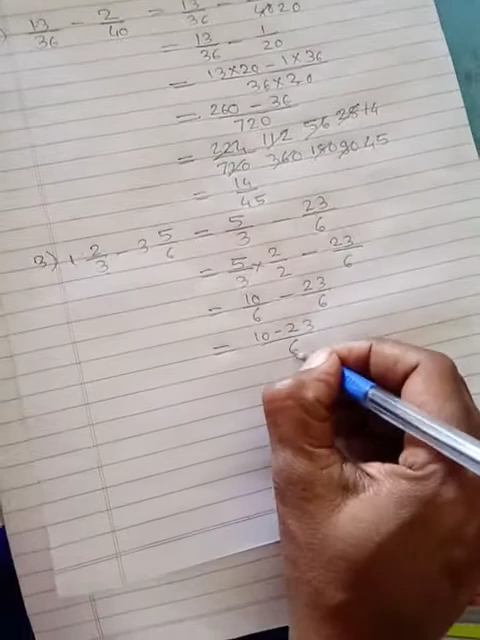 ) 13/36 - 2/40 = 13/36 - 1/20
= 13/36 - 1/20
= 13×20 - 1×36 / 36×20
= 260 - 36 / 720
= 224 112 56 28 14 / 720 360 180 90 45
= 14/45
3) 1 2/3 - 3 5/6 = 5/3 - 23/6
= 5/3 × 2/2 - 23/6
= 10/6 - 23/6
= 10-23 / 6